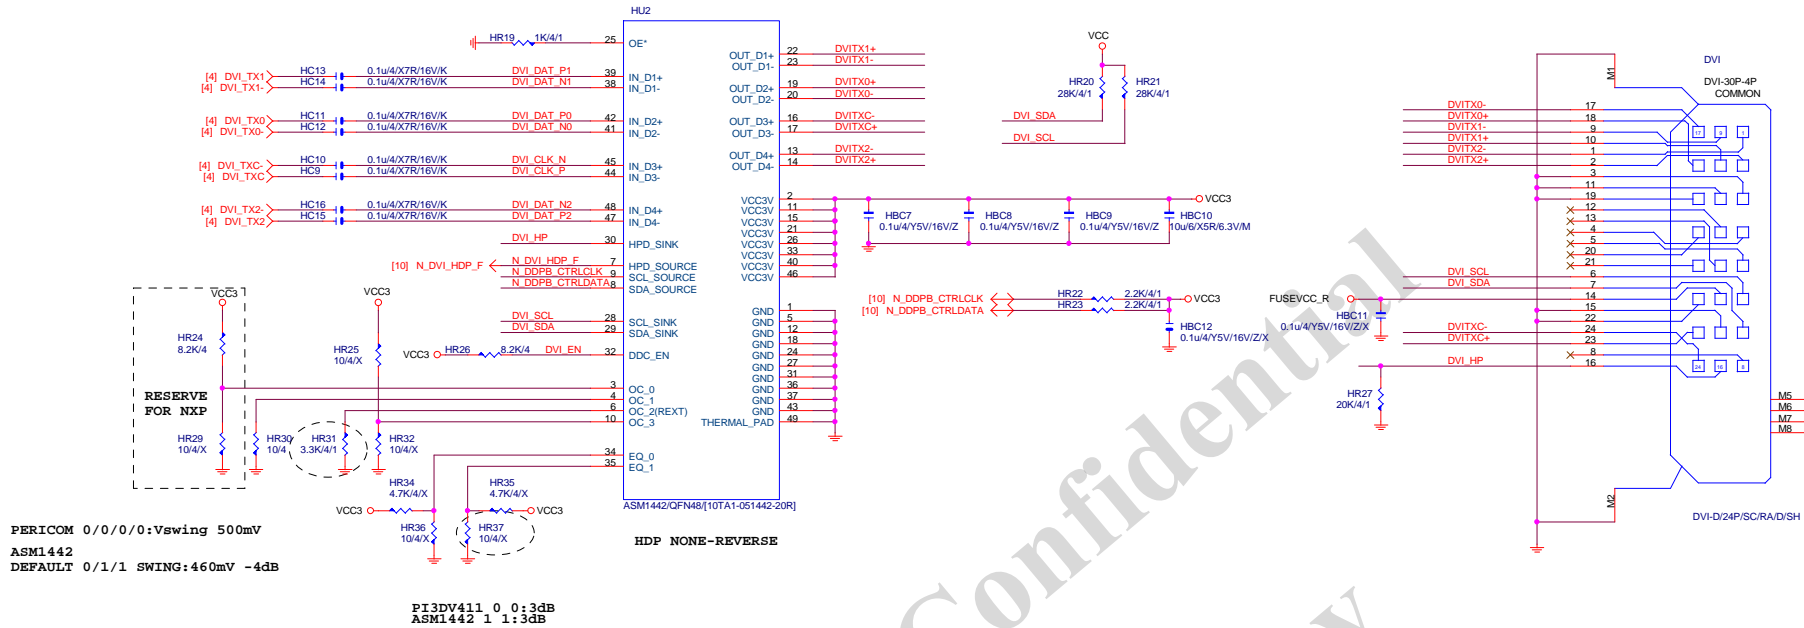 HU2
HR19 1K/4/1 25 OE*
[4] DVI_TX1 HC13 0.1u/4/X7R/16V/K DVI_DAT_P1 39 IN_D1+
[4] DVI_TX1- HC14 0.1u/4/X7R/16V/K DVI_DAT_N1 38 IN_D1-
[4] DVI_TX0 HC11 0.1u/4/X7R/16V/K DVI_DAT_P0 42 IN_D2+
[4] DVI_TX0- HC12 0.1u/4/X7R/16V/K DVI_DAT_N0 41 IN_D2-
[4] DVI_TXC- HC10 0.1u/4/X7R/16V/K DVI_CLK_N 45 IN_D3+
[4] DVI_TXC HC9 0.1u/4/X7R/16V/K DVI_CLK_P 44 IN_D3-
[4] DVI_TX2- HC16 0.1u/4/X7R/16V/K DVI_DAT_N2 48 IN_D4+
[4] DVI_TX2 HC15 0.1u/4/X7R/16V/K DVI_DAT_P2 47 IN_D4-
DVI_HP 30 HPD_SINK
[10] N_DVI_HDP_F N_DVI_HDP_F 7 HPD_SOURCE
N_DDPB_CTRLCLK 9 SCL_SOURCE
N_DDPB_CTRLDATA 8 SDA_SOURCE
DVI_SCL 28 SCL_SINK
DVI_SDA 29 SDA_SINK
VCC3 HR26 8.2K/4 DVI_EN 32 DDC_EN
3 OC_0
4 OC_1
6 OC_2(REXT)
10 OC_3
34 EQ_0
35 EQ_1
VCC3
HR24
8.2K/4
RESERVE
FOR NXP
HR29
10/4/X
HR30
10/4
HR31
3.3K/4/1
VCC3
HR25
10/4/X
HR32
10/4/X
HR34
4.7K/4/X
VCC3
HR36
10/4/X
HR35
4.7K/4/X
VCC3
HR37
10/4/X
OUT_D1+ 22 DVITX1+
OUT_D1- 23 DVITX1-
OUT_D2+ 19 DVITX0+
OUT_D2- 20 DVITX0-
OUT_D3+ 16 DVITXC-
OUT_D3- 17 DVITXC+
OUT_D4+ 13 DVITX2-
OUT_D4- 14 DVITX2+
VCC3V 2
VCC3V 11
VCC3V 15
VCC3V 21
VCC3V 26
VCC3V 33
VCC3V 40
VCC3V 46
GND 1
GND 5
GND 12
GND 18
GND 24
GND 27
GND 31
GND 36
GND 37
GND 43
THERMAL_PAD 49
ASM1442/QFN48/[10TA1-051442-20R]
HDP NONE-REVERSE
PERICOM 0/0/0/0:Vswing 500mV
ASM1442
DEFAULT 0/1/1 SWING:460mV -4dB
PI3DV411 0 0:3dB
ASM1442 1 1:3dB
VCC
HR20
28K/4/1
HR21
28K/4/1
DVI_SDA
DVI_SCL
VCC3
HBC7
0.1u/4/Y5V/16V/Z
HBC8
0.1u/4/Y5V/16V/Z
HBC9
0.1u/4/Y5V/16V/Z
HBC10
10u/6/X5R/6.3V/M
[10] N_DDPB_CTRLCLK HR22 2.2K/4/1 VCC3
[10] N_DDPB_CTRLDATA HR23 2.2K/4/1
HBC12
0.1u/4/Y5V/16V/Z/X
FUSEVCC_R
HBC11
0.1u/4/Y5V/16V/Z/X
HR27
20K/4/1
DVI
DVI-30P-4P
COMMON
M1
DVITX0- 17
DVITX0+ 18
DVITX1- 9
DVITX1+ 10
DVITX2- 1
DVITX2+ 2
3
11
19
12
13
4
5
20
21
DVI_SCL 6
DVI_SDA 7
14
15
22
DVITXC- 24
DVITXC+ 23
8
DVI_HP 16
17 9 1
24 16 8
M5
M6
M7
M8
M2
DVI-D/24P/SC/RA/D/SH
Confidential